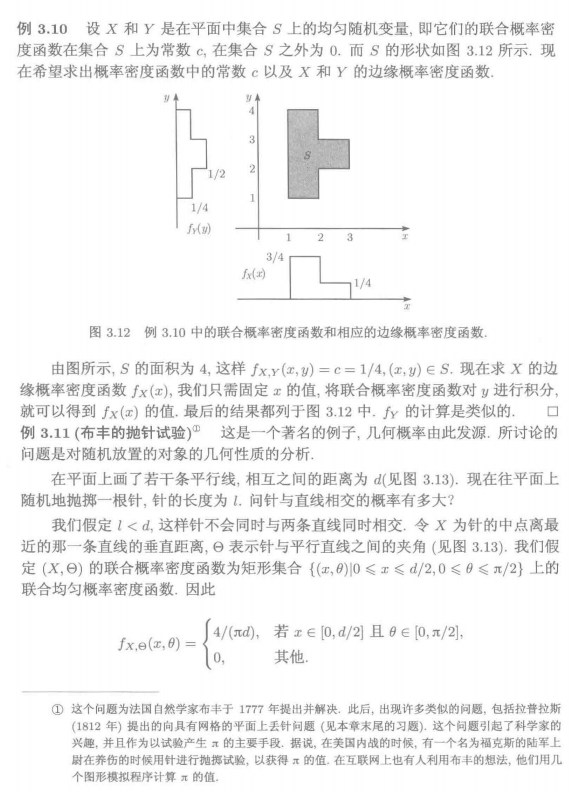 例 3.10 设 X 和 Y 是在平面中集合 S 上的均匀随机变量, 即它们的联合概率密
度函数在集合 S 上为常数 c, 在集合 S 之外为 0. 而 S 的形状如图 3.12 所示. 现
在希望求出概率密度函数中的常数 c 以及 X 和 Y 的边缘概率密度函数.
y
1/2
1/4
f_Y(y)
y
4
3
2
1
S
1 2 3 x
3/4
f_X(x)
1/4
x
图 3.12 例 3.10 中的联合概率密度函数和相应的边缘概率密度函数.
由图所示, S 的面积为 4, 这样 f_{X,Y}(x, y) = c = 1/4, (x, y) ∈ S. 现在求 X 的边
缘概率密度函数 f_X(x), 我们只需固定 x 的值, 将联合概率密度函数对 y 进行积分,
就可以得到 f_X(x) 的值. 最后的结果都列于图 3.12 中. f_Y 的计算是类似的. □
例 3.11 (布丰的抛针试验)① 这是一个著名的例子, 几何概率由此发源. 所讨论的
问题是对随机放置的对象的几何性质的分析.
在平面上画了若干条平行线, 相互之间的距离为 d(见图 3.13). 现在往平面上
随机地抛掷一根针, 针的长度为 l. 问针与直线相交的概率有多大?
我们假定 l < d, 这样针不会同时与两条直线同时相交. 令 X 为针的中点离最
近的那一条直线的垂直距离, Θ 表示针与平行直线之间的夹角 (见图 3.13). 我们假
定 (X, Θ) 的联合概率密度函数为矩形集合 {(x, θ)|0 ⩽ x ⩽ d/2, 0 ⩽ θ ⩽ π/2} 上的
联合均匀概率密度函数. 因此
f_{X,Θ}(x, θ) = { 4/(πd), 若 x ∈ [0, d/2] 且 θ ∈ [0, π/2],
0, 其他.
① 这个问题为法国自然学家布丰于 1777 年提出并解决. 此后, 出现许多类似的问题, 包括拉普拉斯
(1812 年) 提出的向具有网格的平面上丢针问题 (见本章末尾的习题). 这个问题引起了科学家的
兴趣, 并且作为以试验产生 π 的主要手段. 据说, 在美国内战的时候, 有一个名为福克斯的陆军上
尉在养伤的时候用针进行抛掷试验, 以获得 π 的值. 在互联网上也有人利用布丰的想法, 他们用几
个图形模拟程序计算 π 的值.